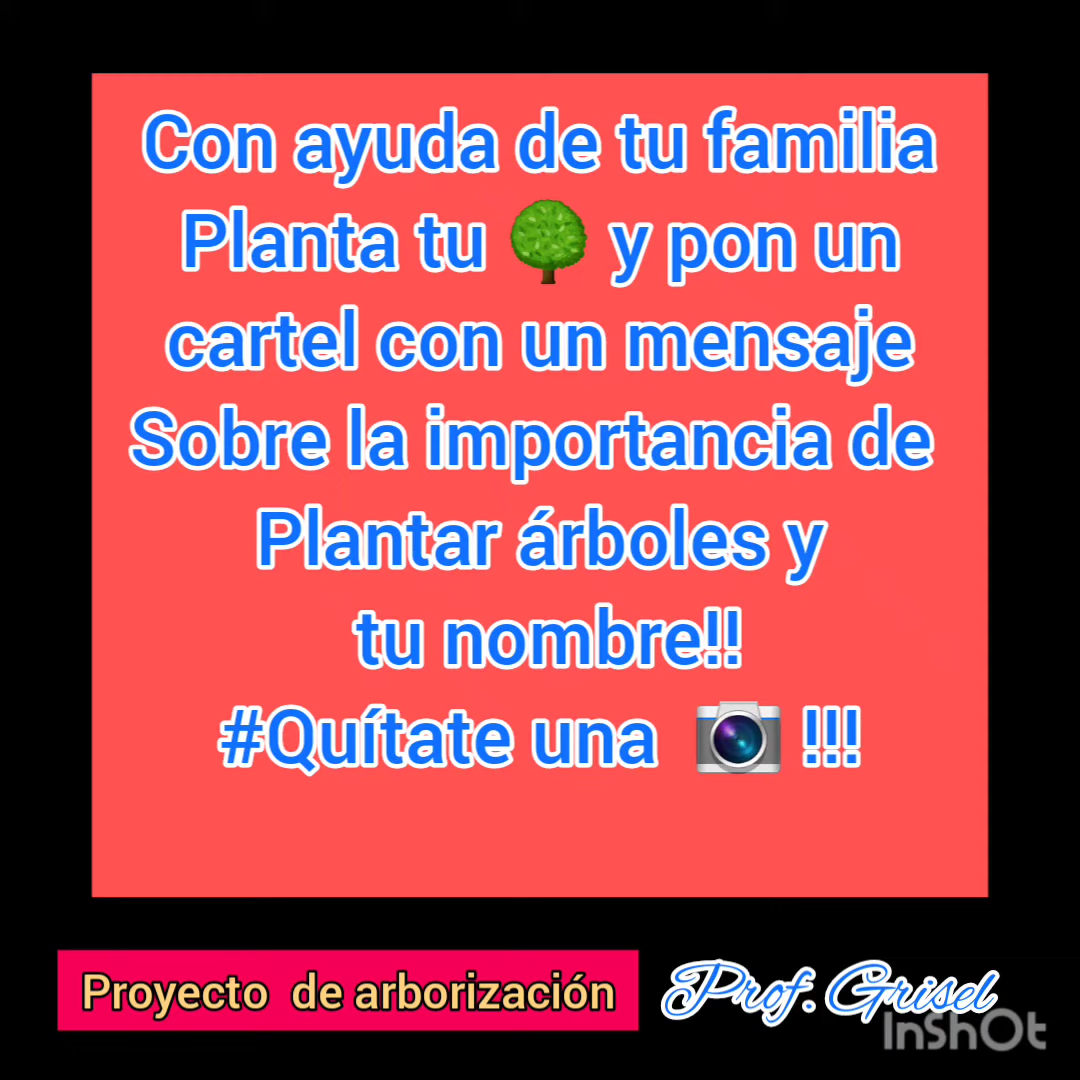 Con ayuda de tu familia
Planta tu 🌳 y pon un
cartel con un mensaje
Sobre la importancia de
Plantar árboles y
tu nombre!!
#Quítate una 📷 !!!
Proyecto de arborización
Prof. Grisel
InShOt